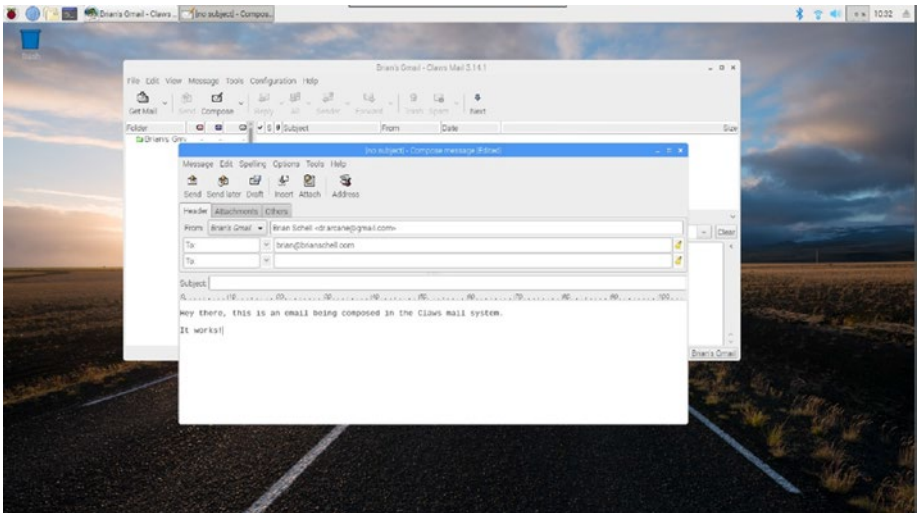 Brian's Gmail - Claws ..
[no subject] - Compos..
10:32
Brian's Gmail - Claws Mail 3.14.1
File Edit View Message Tools Configuration Help
Get Mail Send Compose Reply All Sender Forward Trash Spam Next
Folder S Subject From Date Size
Brian's Gm
[no subject] - Compose message [Edited]
Message Edit Spelling Options Tools Help
Send Send later Draft Insert Attach Address
Header Attachments Others
From: Brian's Gmail Brian Schell <dr.arcane@gmail.com>
Clear
To: brian@brianschell.com
To:
Subject:
Hey there, this is an email being composed in the Claws mail system.
It works!
Brian's Gmail